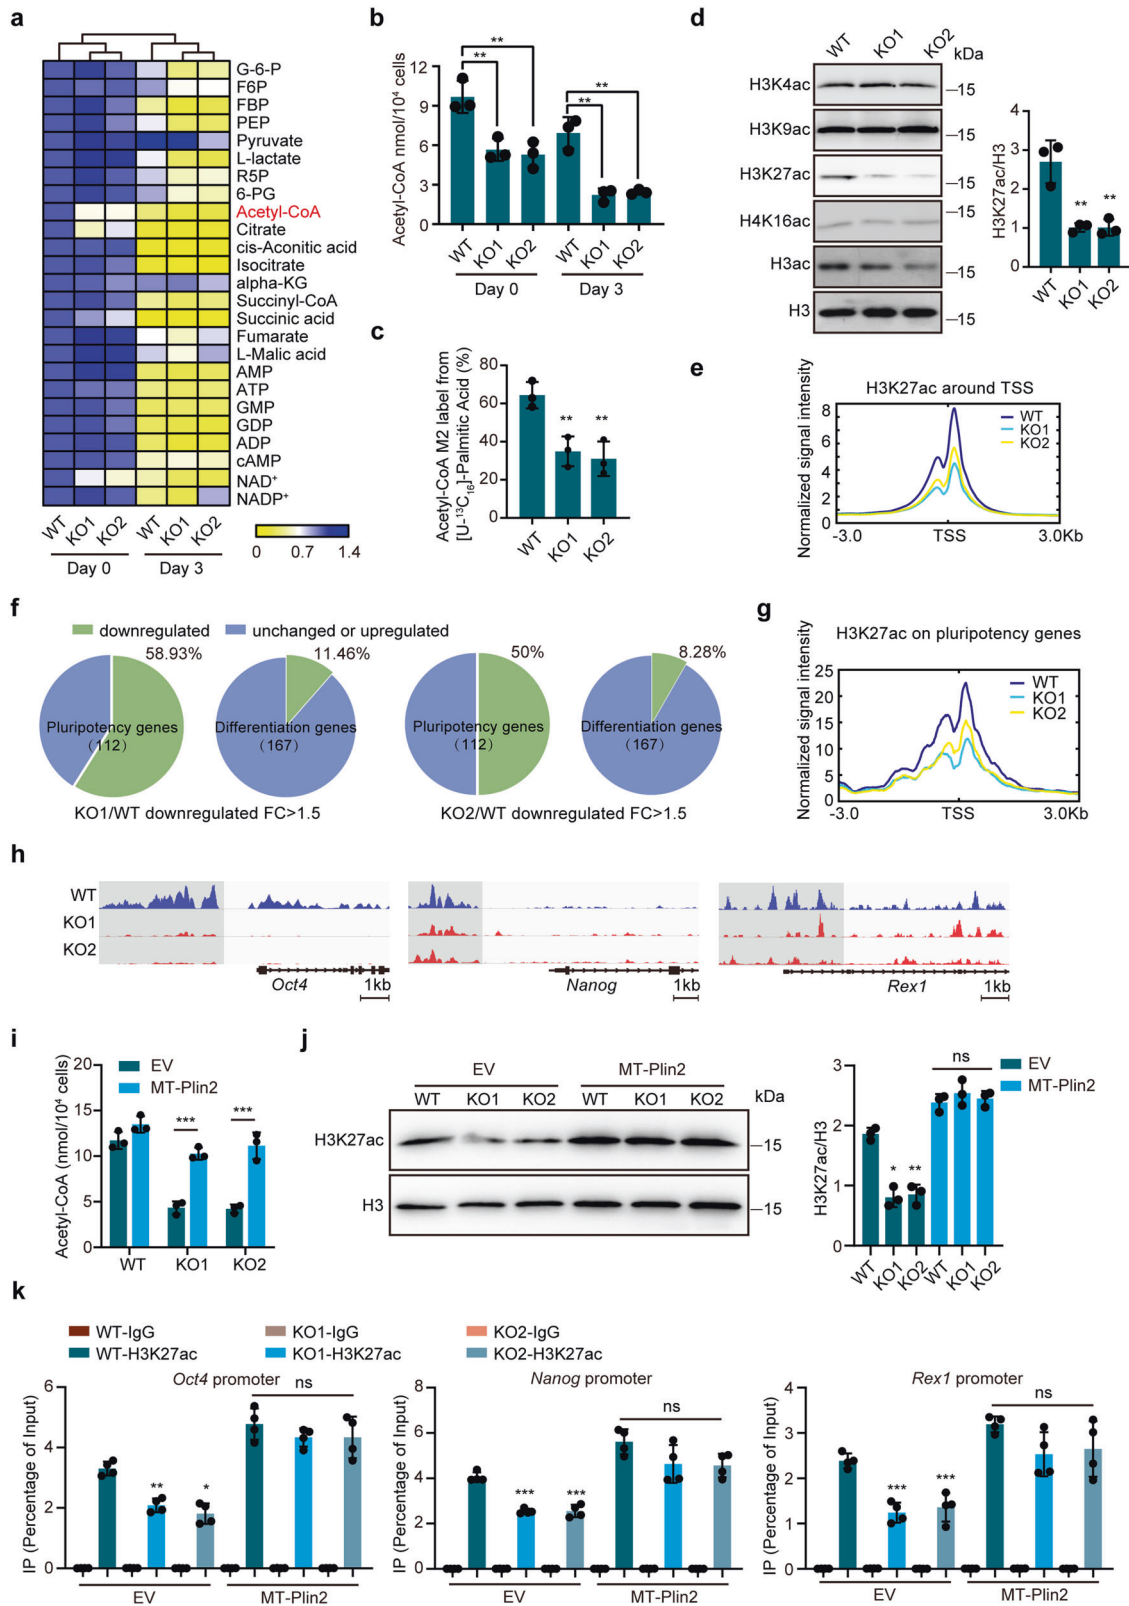 a
G-6-P
F6P
FBP
PEP
Pyruvate
L-lactate
R5P
6-PG
Acetyl-CoA
Citrate
cis-Aconitic acid
Isocitrate
alpha-KG
Succinyl-CoA
Succinic acid
Fumarate
L-Malic acid
AMP
ATP
GMP
GDP
ADP
cAMP
NAD⁺
NADP⁺
WT KO1 KO2 WT KO1 KO2
Day 0 Day 3
0 0.7 1.4
b
Acetyl-CoA nmol/10⁴ cells
12
9
6
3
0
** ** ** **
WT KO1 KO2 WT KO1 KO2
Day 0 Day 3
c
Acetyl-CoA M2 label from
[U-¹³C₁₆]-Palmitic Acid (%)
80
60
40
20
0
** **
WT KO1 KO2
d
WT KO1 KO2 kDa
H3K4ac –15
H3K9ac –15
H3K27ac –15
H4K16ac –15
H3ac –15
H3 –15
H3K27ac/H3
4
3
2
1
0
** **
WT KO1 KO2
e
H3K27ac around TSS
Normalized signal intensity
8
6
4
2
0
WT
KO1
KO2
-3.0 TSS 3.0Kb
f
downregulated unchanged or upregulated
58.93% 11.46% 50% 8.28%
Pluripotency genes Differentiation genes Pluripotency genes Differentiation genes
(112) (167) (112) (167)
KO1/WT downregulated FC>1.5 KO2/WT downregulated FC>1.5
g
H3K27ac on pluripotency genes
Normalized signal intensity
25
20
15
10
5
0
WT
KO1
KO2
-3.0 TSS 3.0Kb
h
WT
KO1
KO2
Oct4 1kb Nanog 1kb Rex1 1kb
i
EV
MT-Plin2
Acetyl-CoA (nmol/10⁴ cells)
20
15
10
5
0
*** ***
WT KO1 KO2
j
EV MT-Plin2
WT KO1 KO2 WT KO1 KO2 kDa
H3K27ac –15
H3 –15
H3K27ac/H3
3
2
1
0
* ** ns
EV
MT-Plin2
WT KO1 KO2 WT KO1 KO2
k
WT-IgG KO1-IgG KO2-IgG
WT-H3K27ac KO1-H3K27ac KO2-H3K27ac
Oct4 promoter
IP (Percentage of Input)
6
4
2
0
** * ns
EV MT-Plin2
Nanog promoter
IP (Percentage of Input)
8
6
4
2
0
*** *** ns
EV MT-Plin2
Rex1 promoter
IP (Percentage of Input)
4
3
2
1
0
*** *** ns
EV MT-Plin2